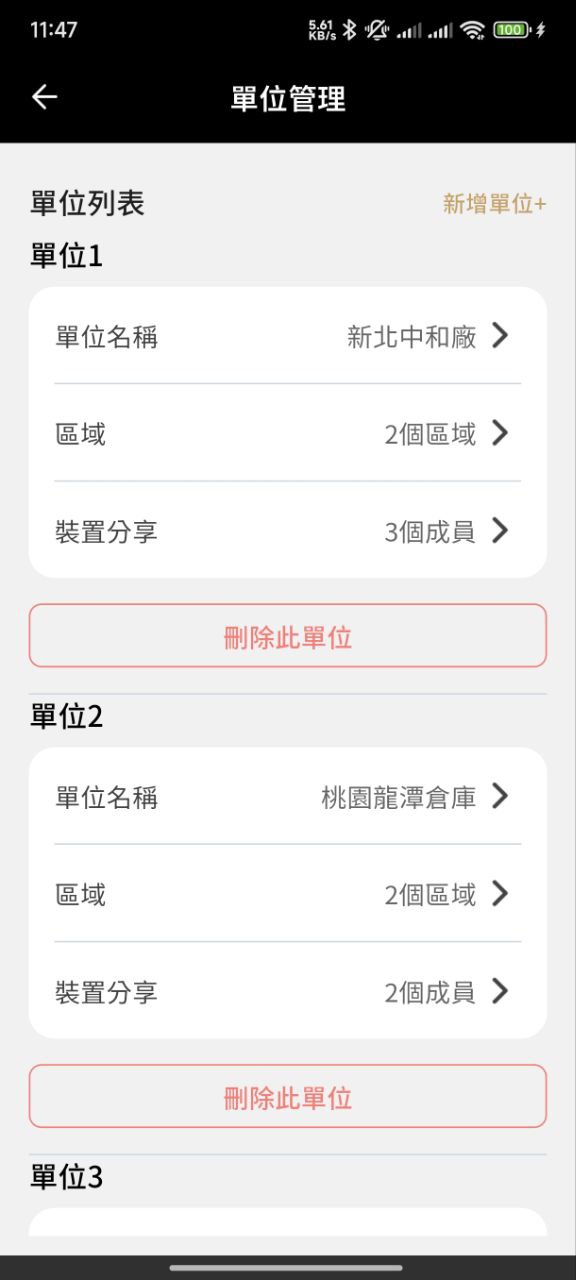 11:47
5.61
KB/s
100
單位管理
單位列表
新增單位+
單位1
單位名稱 新北中和廠
區域 2個區域
裝置分享 3個成員
刪除此單位
單位2
單位名稱 桃園龍潭倉庫
區域 2個區域
裝置分享 2個成員
刪除此單位
單位3